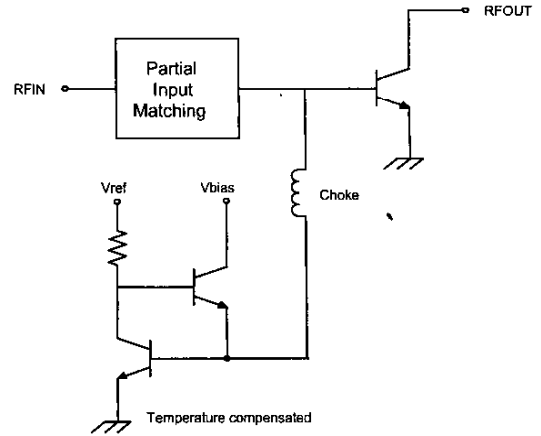 RFOUT
Partial
Input
Matching
RFIN
Vref
Vbias
Choke
Temperature compensated